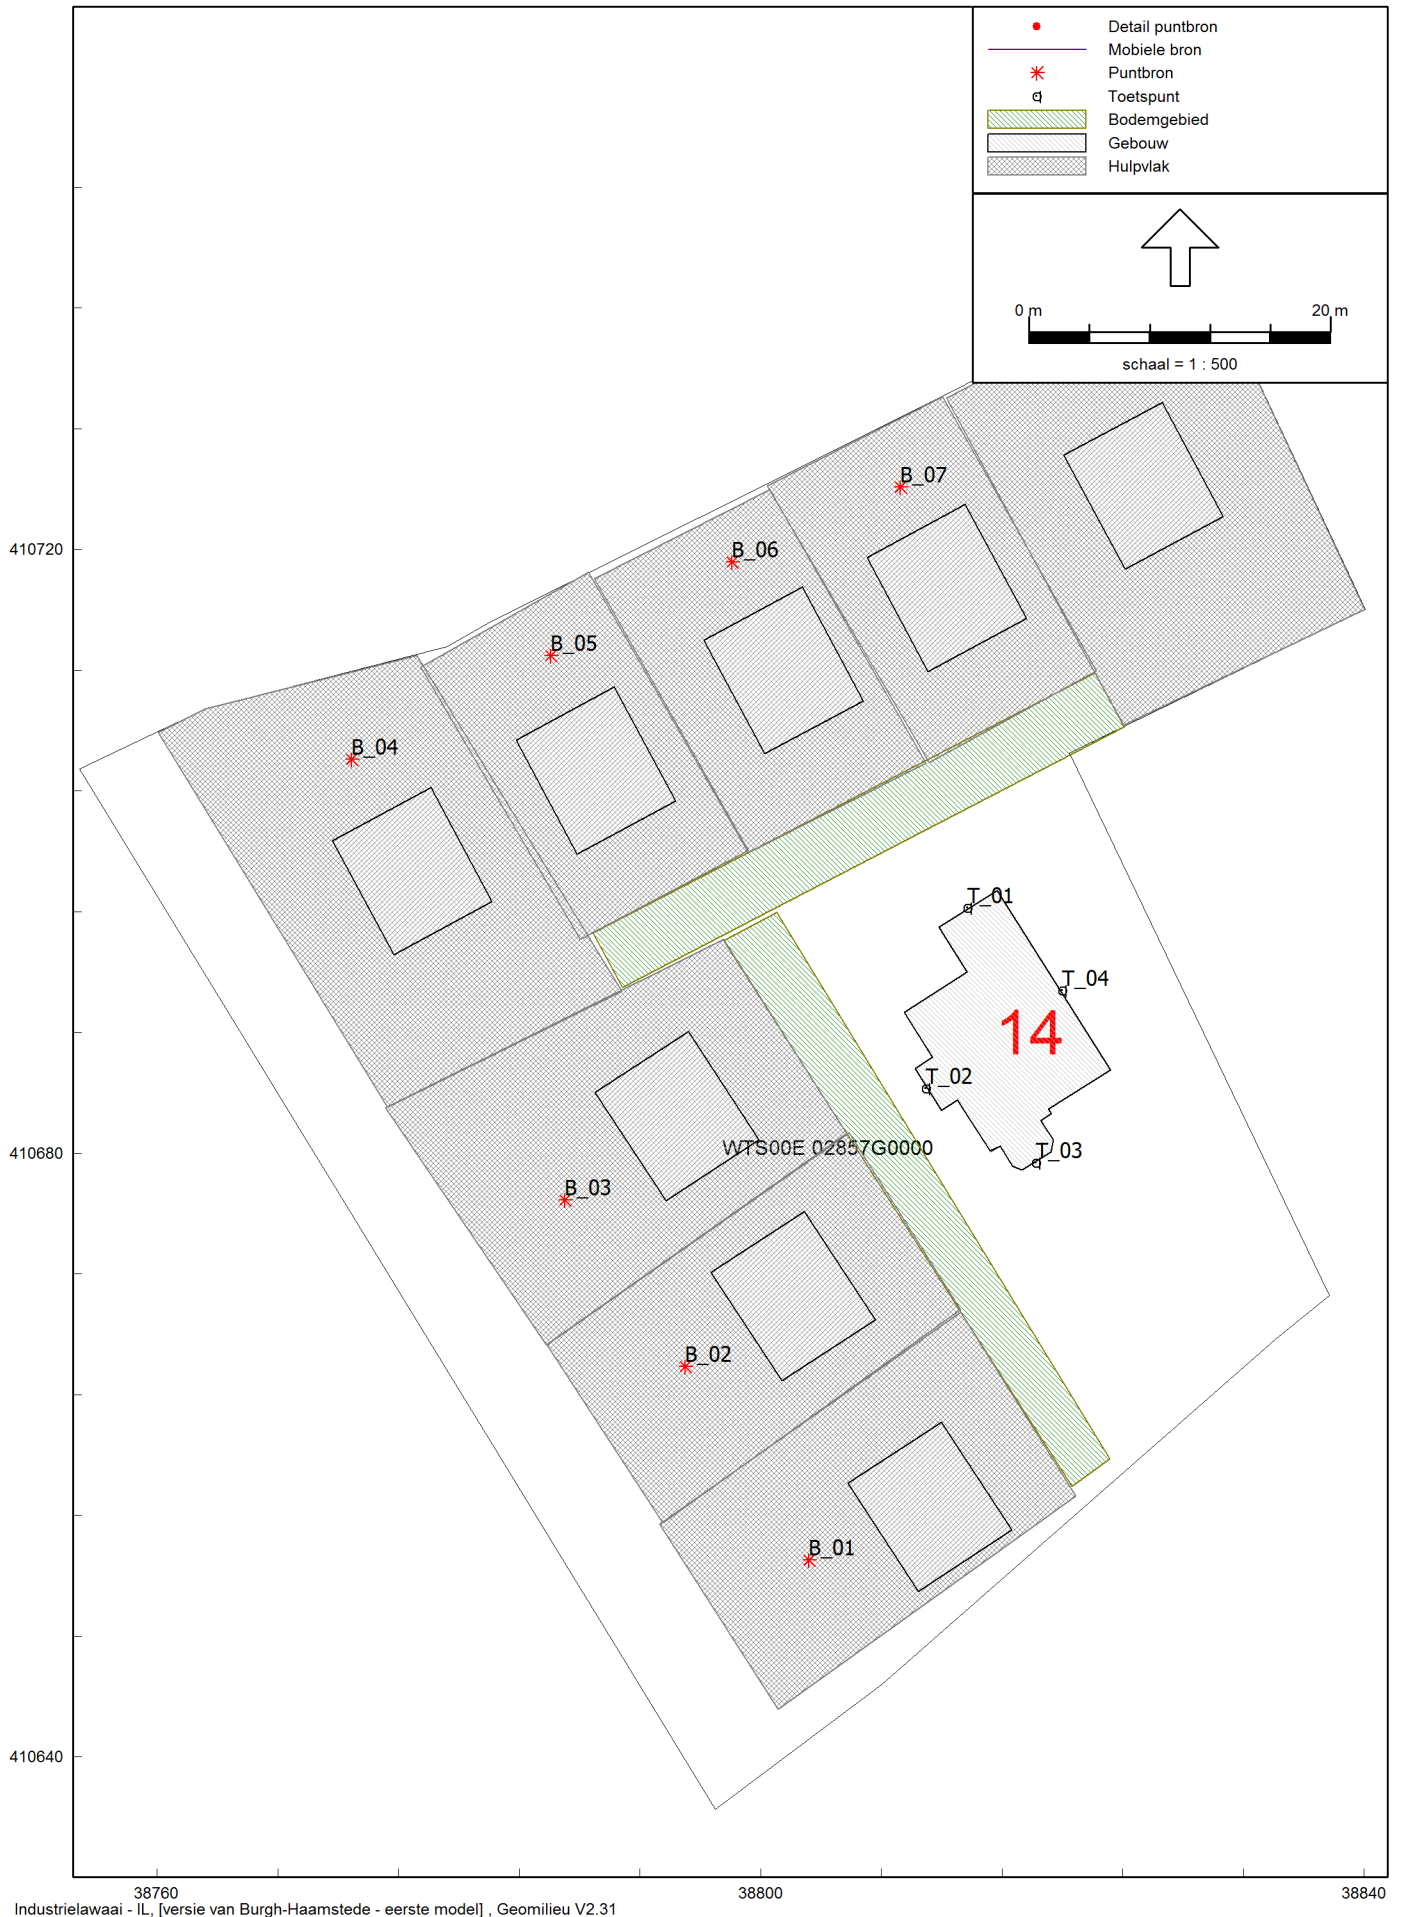 Detail puntbron
Mobiele bron
Puntbron
Toetspunt
Bodemgebied
Gebouw
Hulpvlak
0 m 20 m
schaal = 1 : 500
B_07
410720
B_06
B_05
B_04
T_01
T_04
14
T_02
WTS00E 02857G0000
410680
T_03
B_03
B_02
B_01
410640
38760 38800 38840
Industrielawaai - IL, [versie van Burgh-Haamstede - eerste model] , Geomilieu V2.31